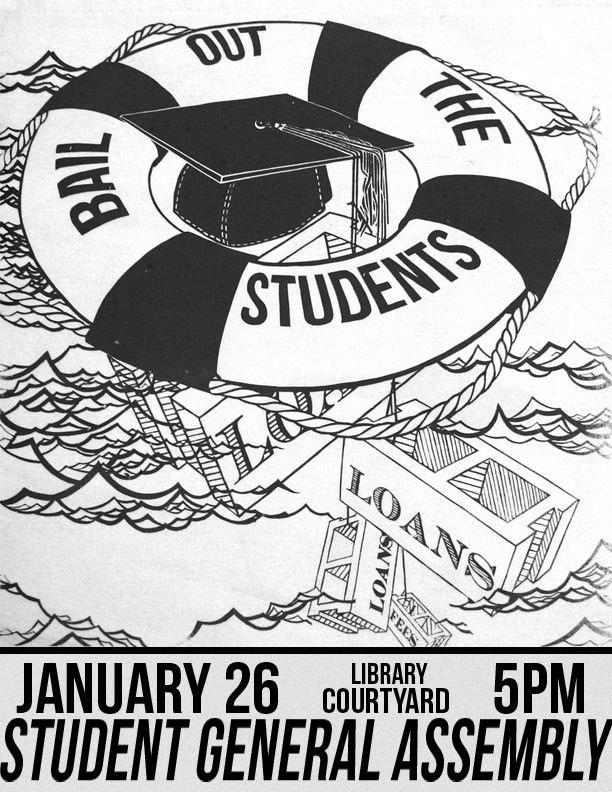 BAIL
OUT
THE
STUDENTS
LOANS
LOANS
FEES
JANUARY 26
LIBRARY
COURTYARD
5PM
STUDENT GENERAL ASSEMBLY